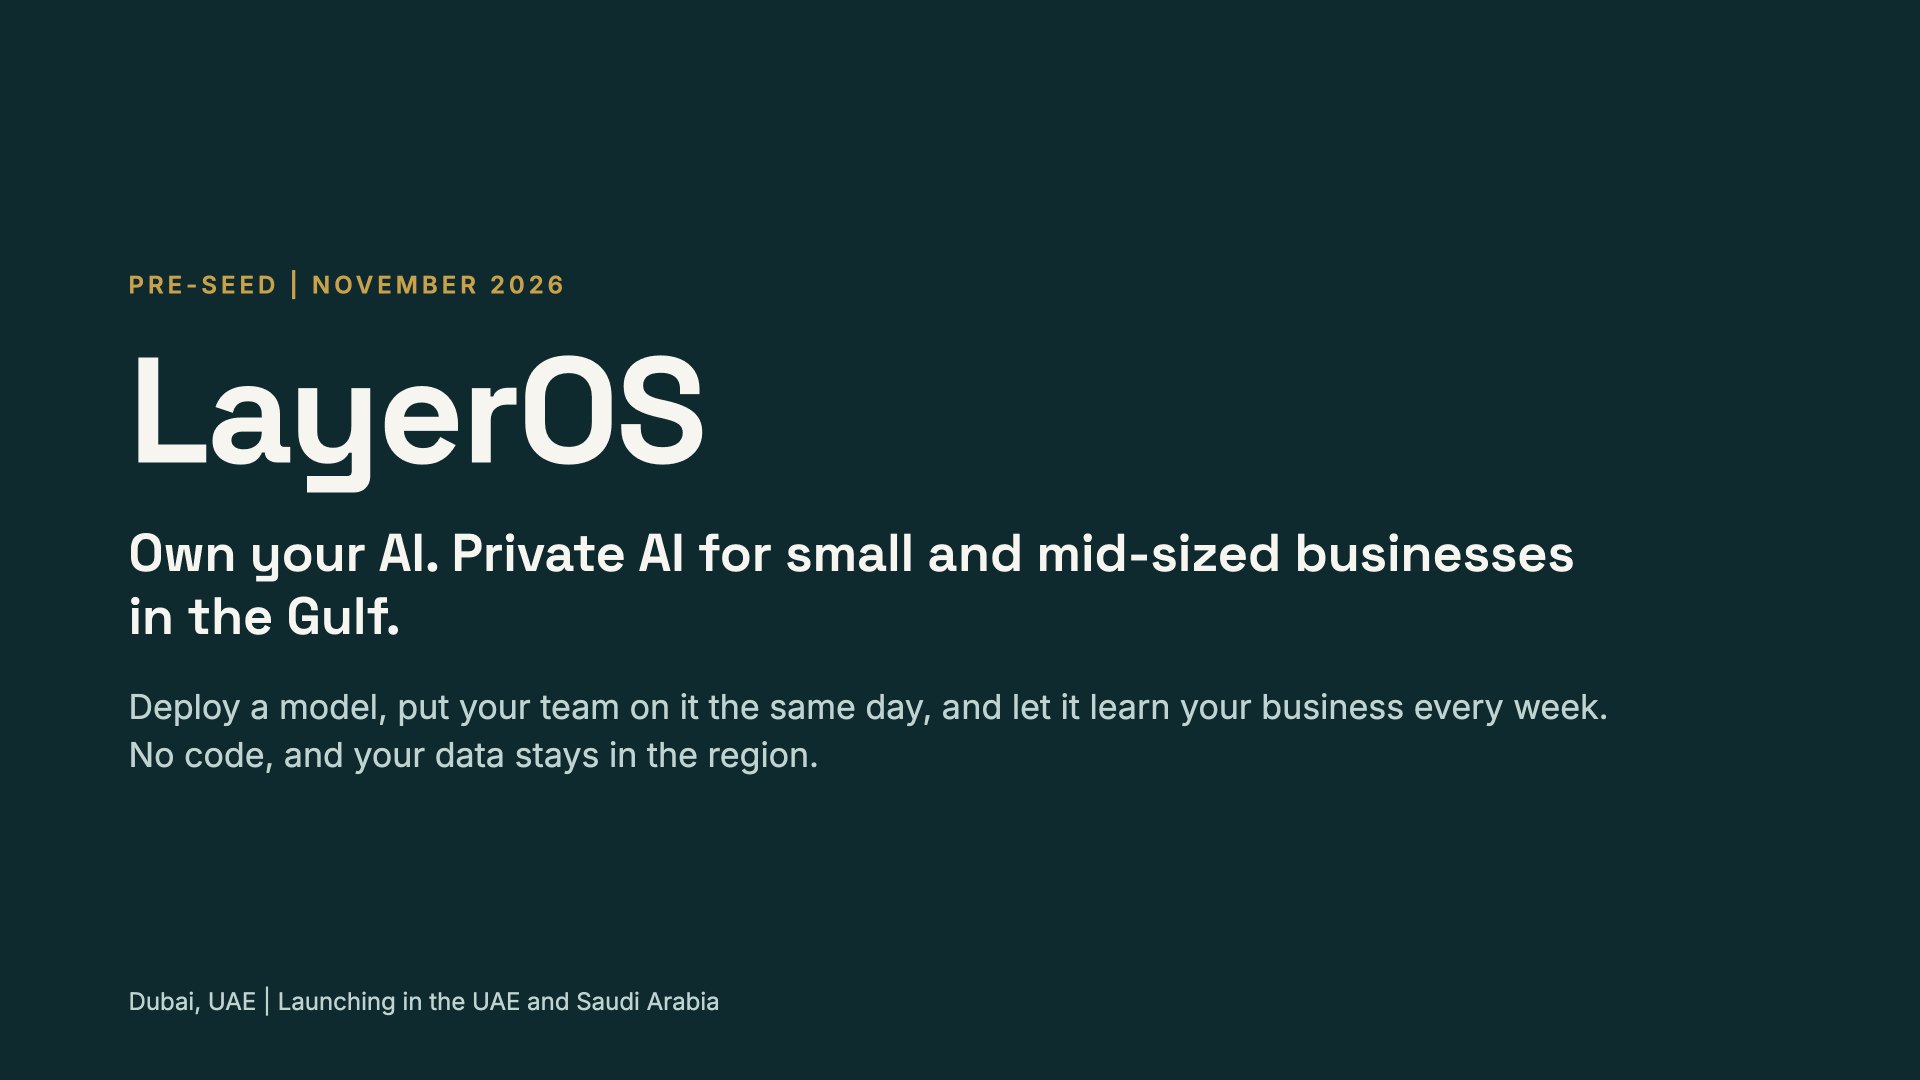 PRE-SEED | NOVEMBER 2026
LayerOS
Own your AI. Private AI for small and mid-sized businesses
in the Gulf.
Deploy a model, put your team on it the same day, and let it learn your business every week.
No code, and your data stays in the region.
Dubai, UAE | Launching in the UAE and Saudi Arabia